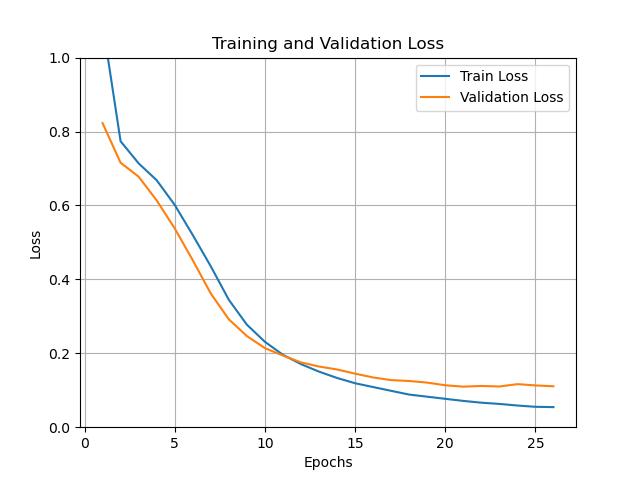 Training and Validation Loss
Train Loss
Validation Loss
1.0
0.8
0.6
0.4
0.2
0.0
Loss
0 5 10 15 20 25
Epochs